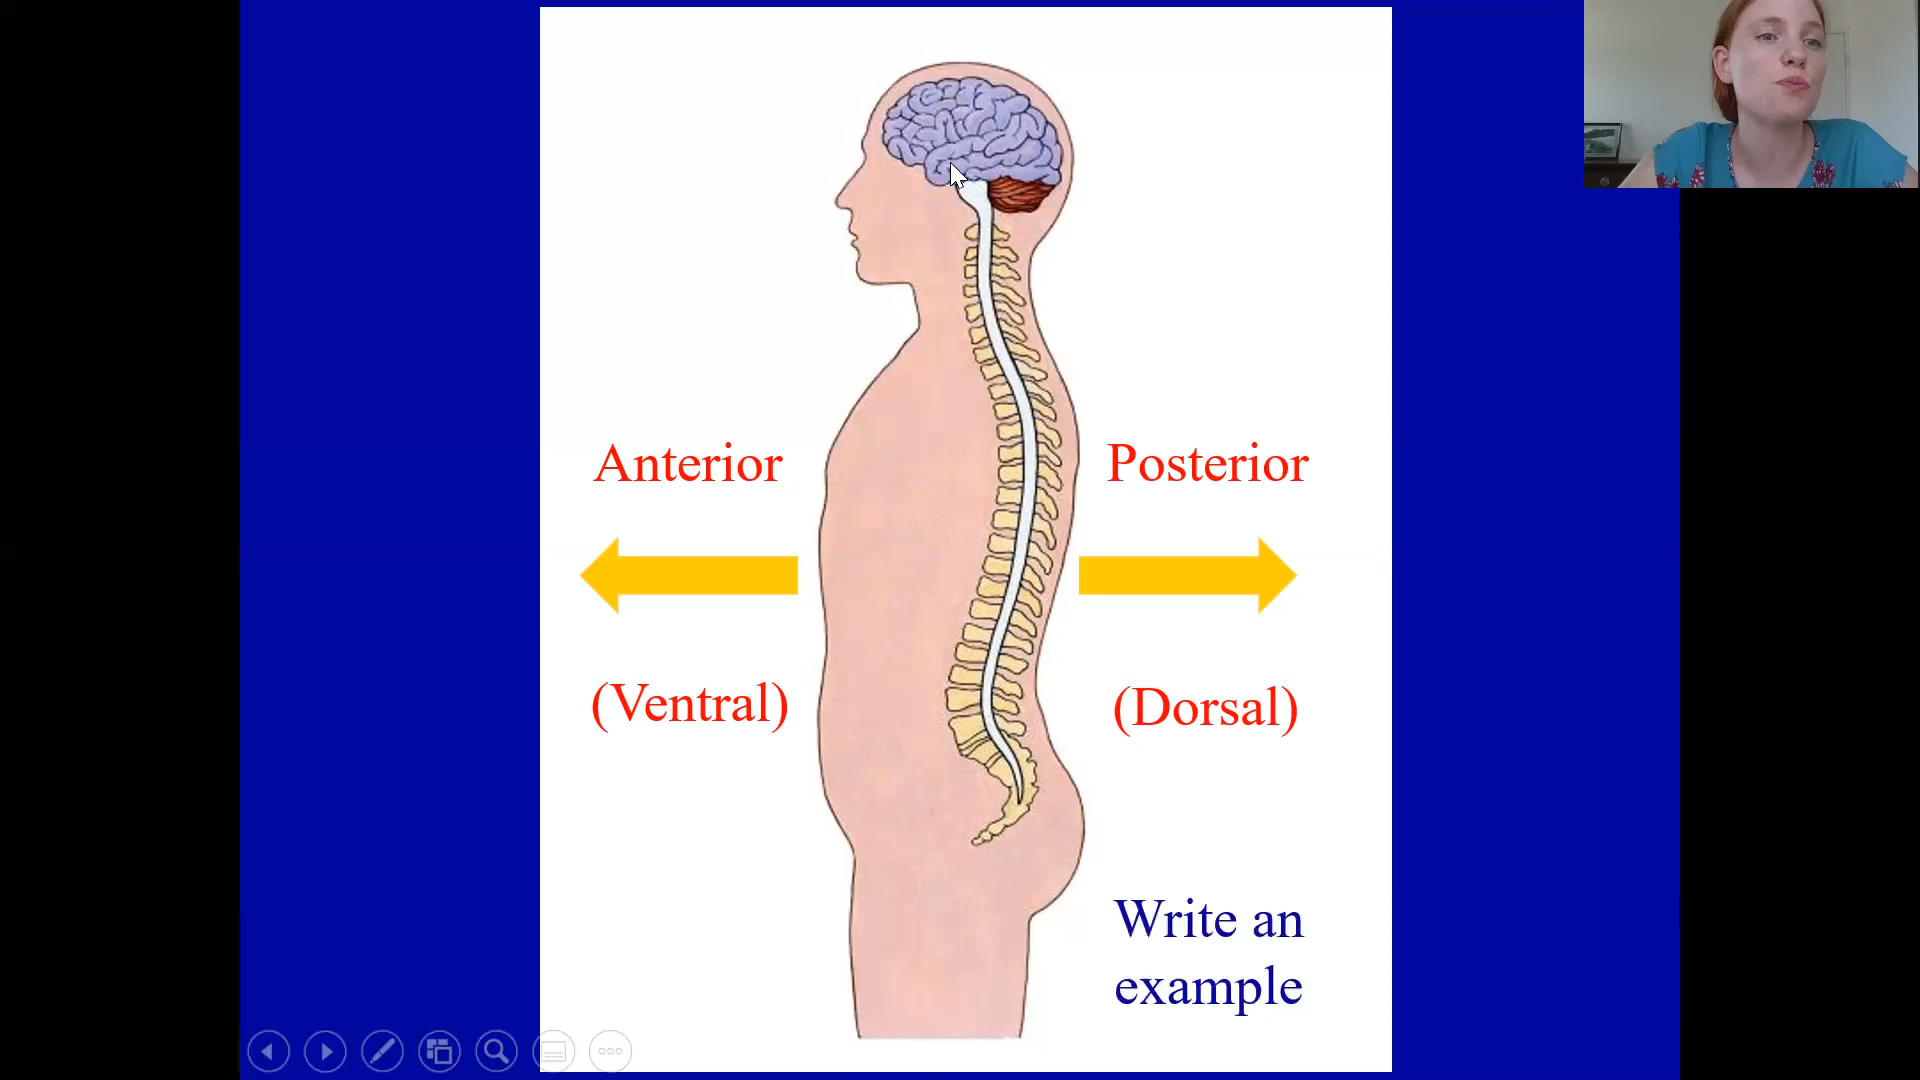 Anterior
Posterior
(Ventral)
(Dorsal)
Write an
example